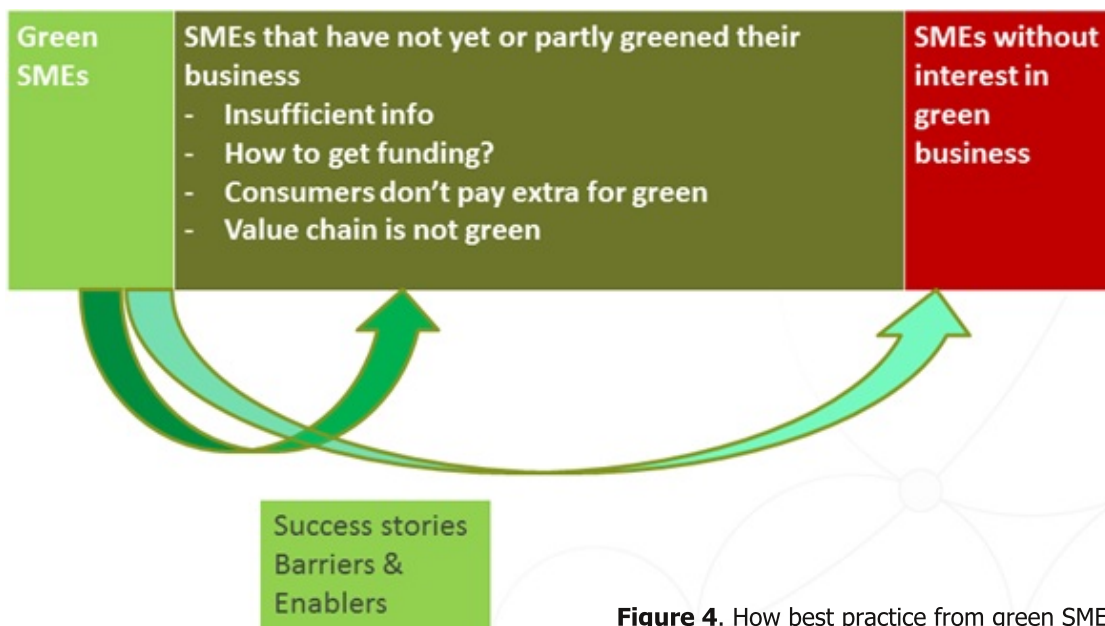 Green
SMEs
SMEs that have not yet or partly greened their
business
- Insufficient info
- How to get funding?
- Consumers don't pay extra for green
- Value chain is not green
SMEs without
interest in
green
business
Success stories
Barriers &
Enablers
Figure 4. How best practice from green SME